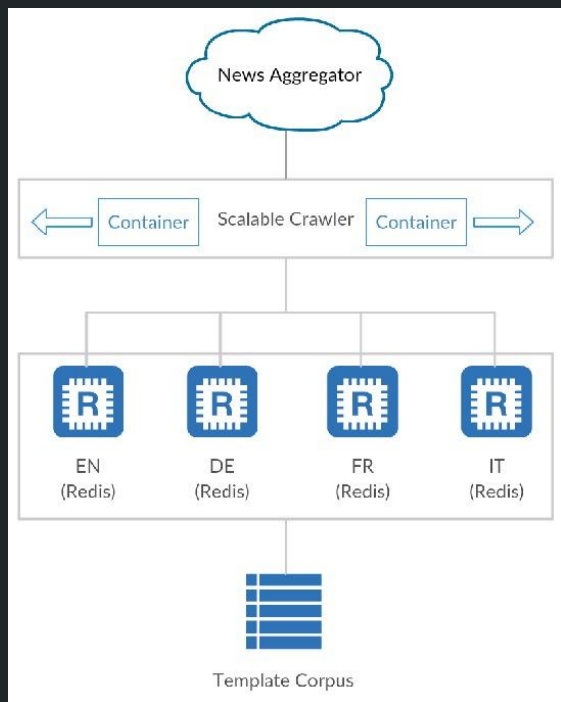 News Aggregator
Container Scalable Crawler Container
R R R R
EN DE FR IT
(Redis) (Redis) (Redis) (Redis)
Template Corpus